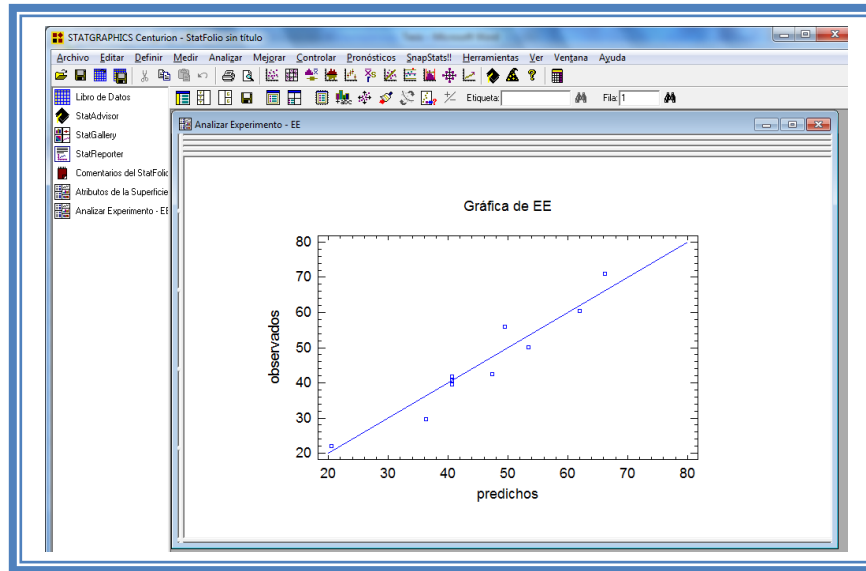 STATGRAPHICS Centurion - StatFolio sin título
Archivo Editar Definir Medir Analizar Mejorar Controlar Pronósticos SnapStats!! Herramientas Ver Ventana Ayuda
Etiqueta: Fila: 1
Libro de Datos
StatAdvisor
StatGallery
StatReporter
Comentarios del StatFolio
Atributos de la Superficie
Analizar Experimento - EE
Analizar Experimento - EE
Gráfica de EE
80
70
60
50
40
30
20
observados
20 30 40 50 60 70 80
predichos